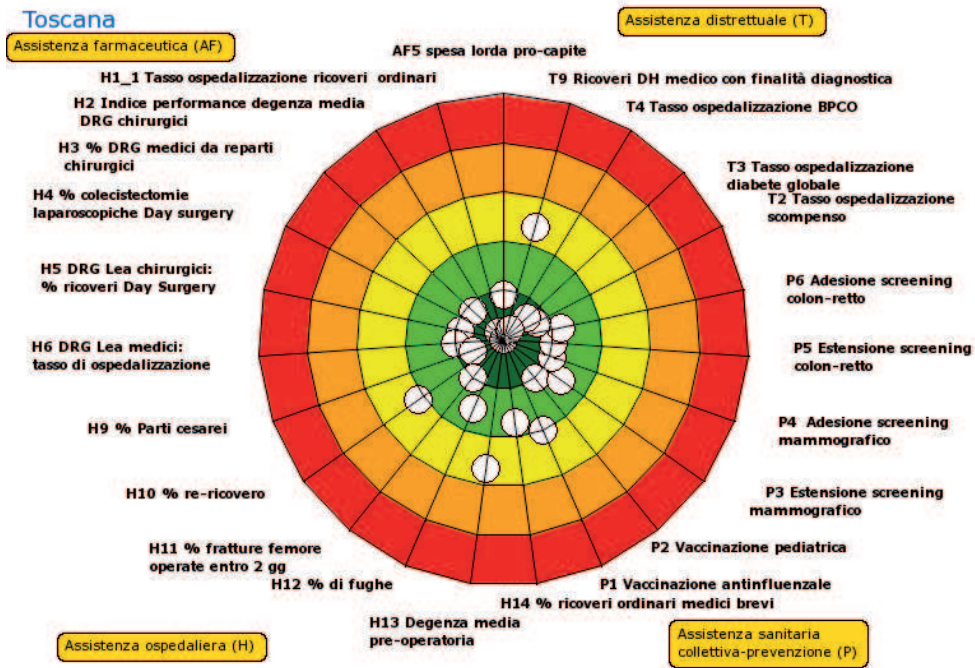 Toscana
Assistenza distrettuale (T)
Assistenza farmaceutica (AF)
AF5 spesa lorda pro-capite
H1_1 Tasso ospedalizzazione ricoveri ordinari
T9 Ricoveri DH medico con finalità diagnostica
H2 Indice performance degenza media
DRG chirurgici
T4 Tasso ospedalizzazione BPCO
H3 % DRG medici da reparti
chirurgici
T3 Tasso ospedalizzazione
diabete globale
H4 % colecistectomie
laparoscopiche Day surgery
T2 Tasso ospedalizzazione
scompenso
H5 DRG Lea chirurgici:
% ricoveri Day Surgery
P6 Adesione screening
colon-retto
H6 DRG Lea medici:
tasso di ospedalizzazione
P5 Estensione screening
colon-retto
H9 % Parti cesarei
P4 Adesione screening
mammografico
H10 % re-ricovero
P3 Estensione screening
mammografico
H11 % fratture femore
operate entro 2 gg
P2 Vaccinazione pediatrica
H12 % di fughe
P1 Vaccinazione antinfluenzale
H14 % ricoveri ordinari medici brevi
H13 Degenza media
pre-operatoria
Assistenza ospedaliera (H)
Assistenza sanitaria
collettiva-prevenzione (P)